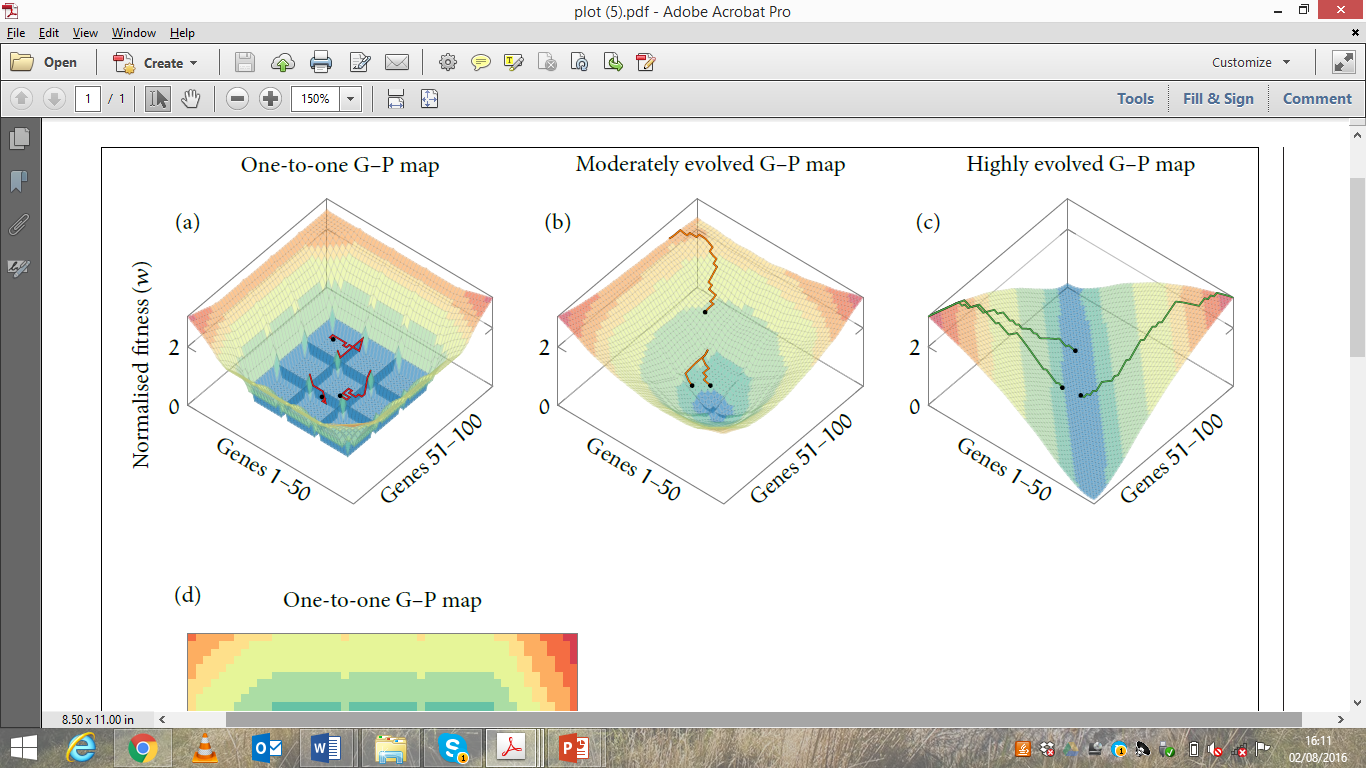 plot (5).pdf - Adobe Acrobat Pro
File Edit View Window Help
Open Create Customize
1 / 1 150% Tools Fill & Sign Comment
One-to-one G–P map Moderately evolved G–P map Highly evolved G–P map
(a) (b) (c)
Normalised fitness (w)
2 2 2
0 0 0
Genes 1–50 Genes 51–100 Genes 1–50 Genes 51–100 Genes 1–50 Genes 51–100
(d) One-to-one G–P map
8.50 x 11.00 in
16:11
02/08/2016